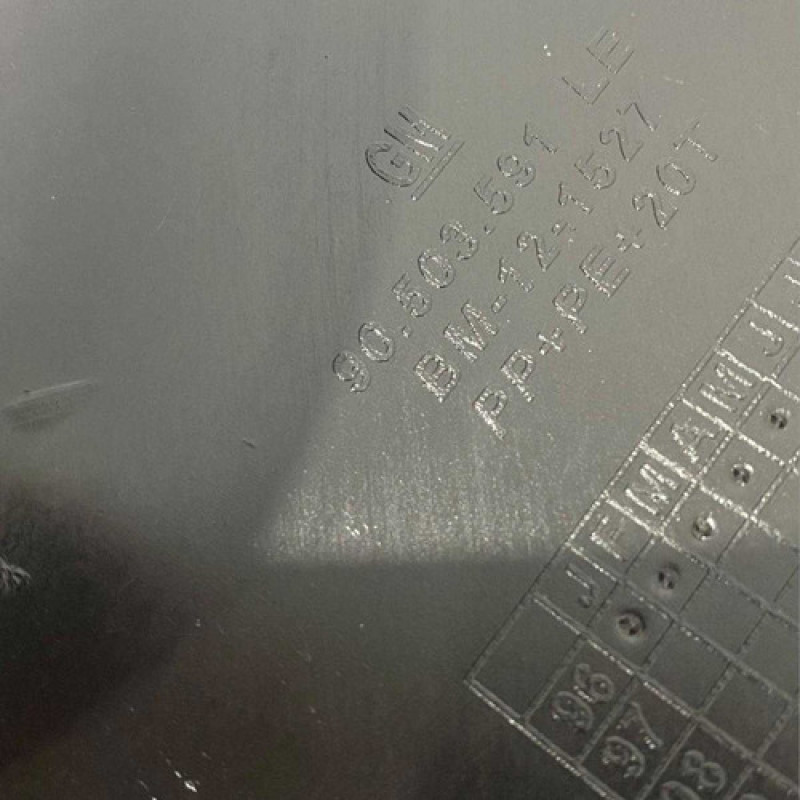 GM
90.503.591 LE
BM-12-1527
PP+PE+20T
J F M A M J J
96
97
98